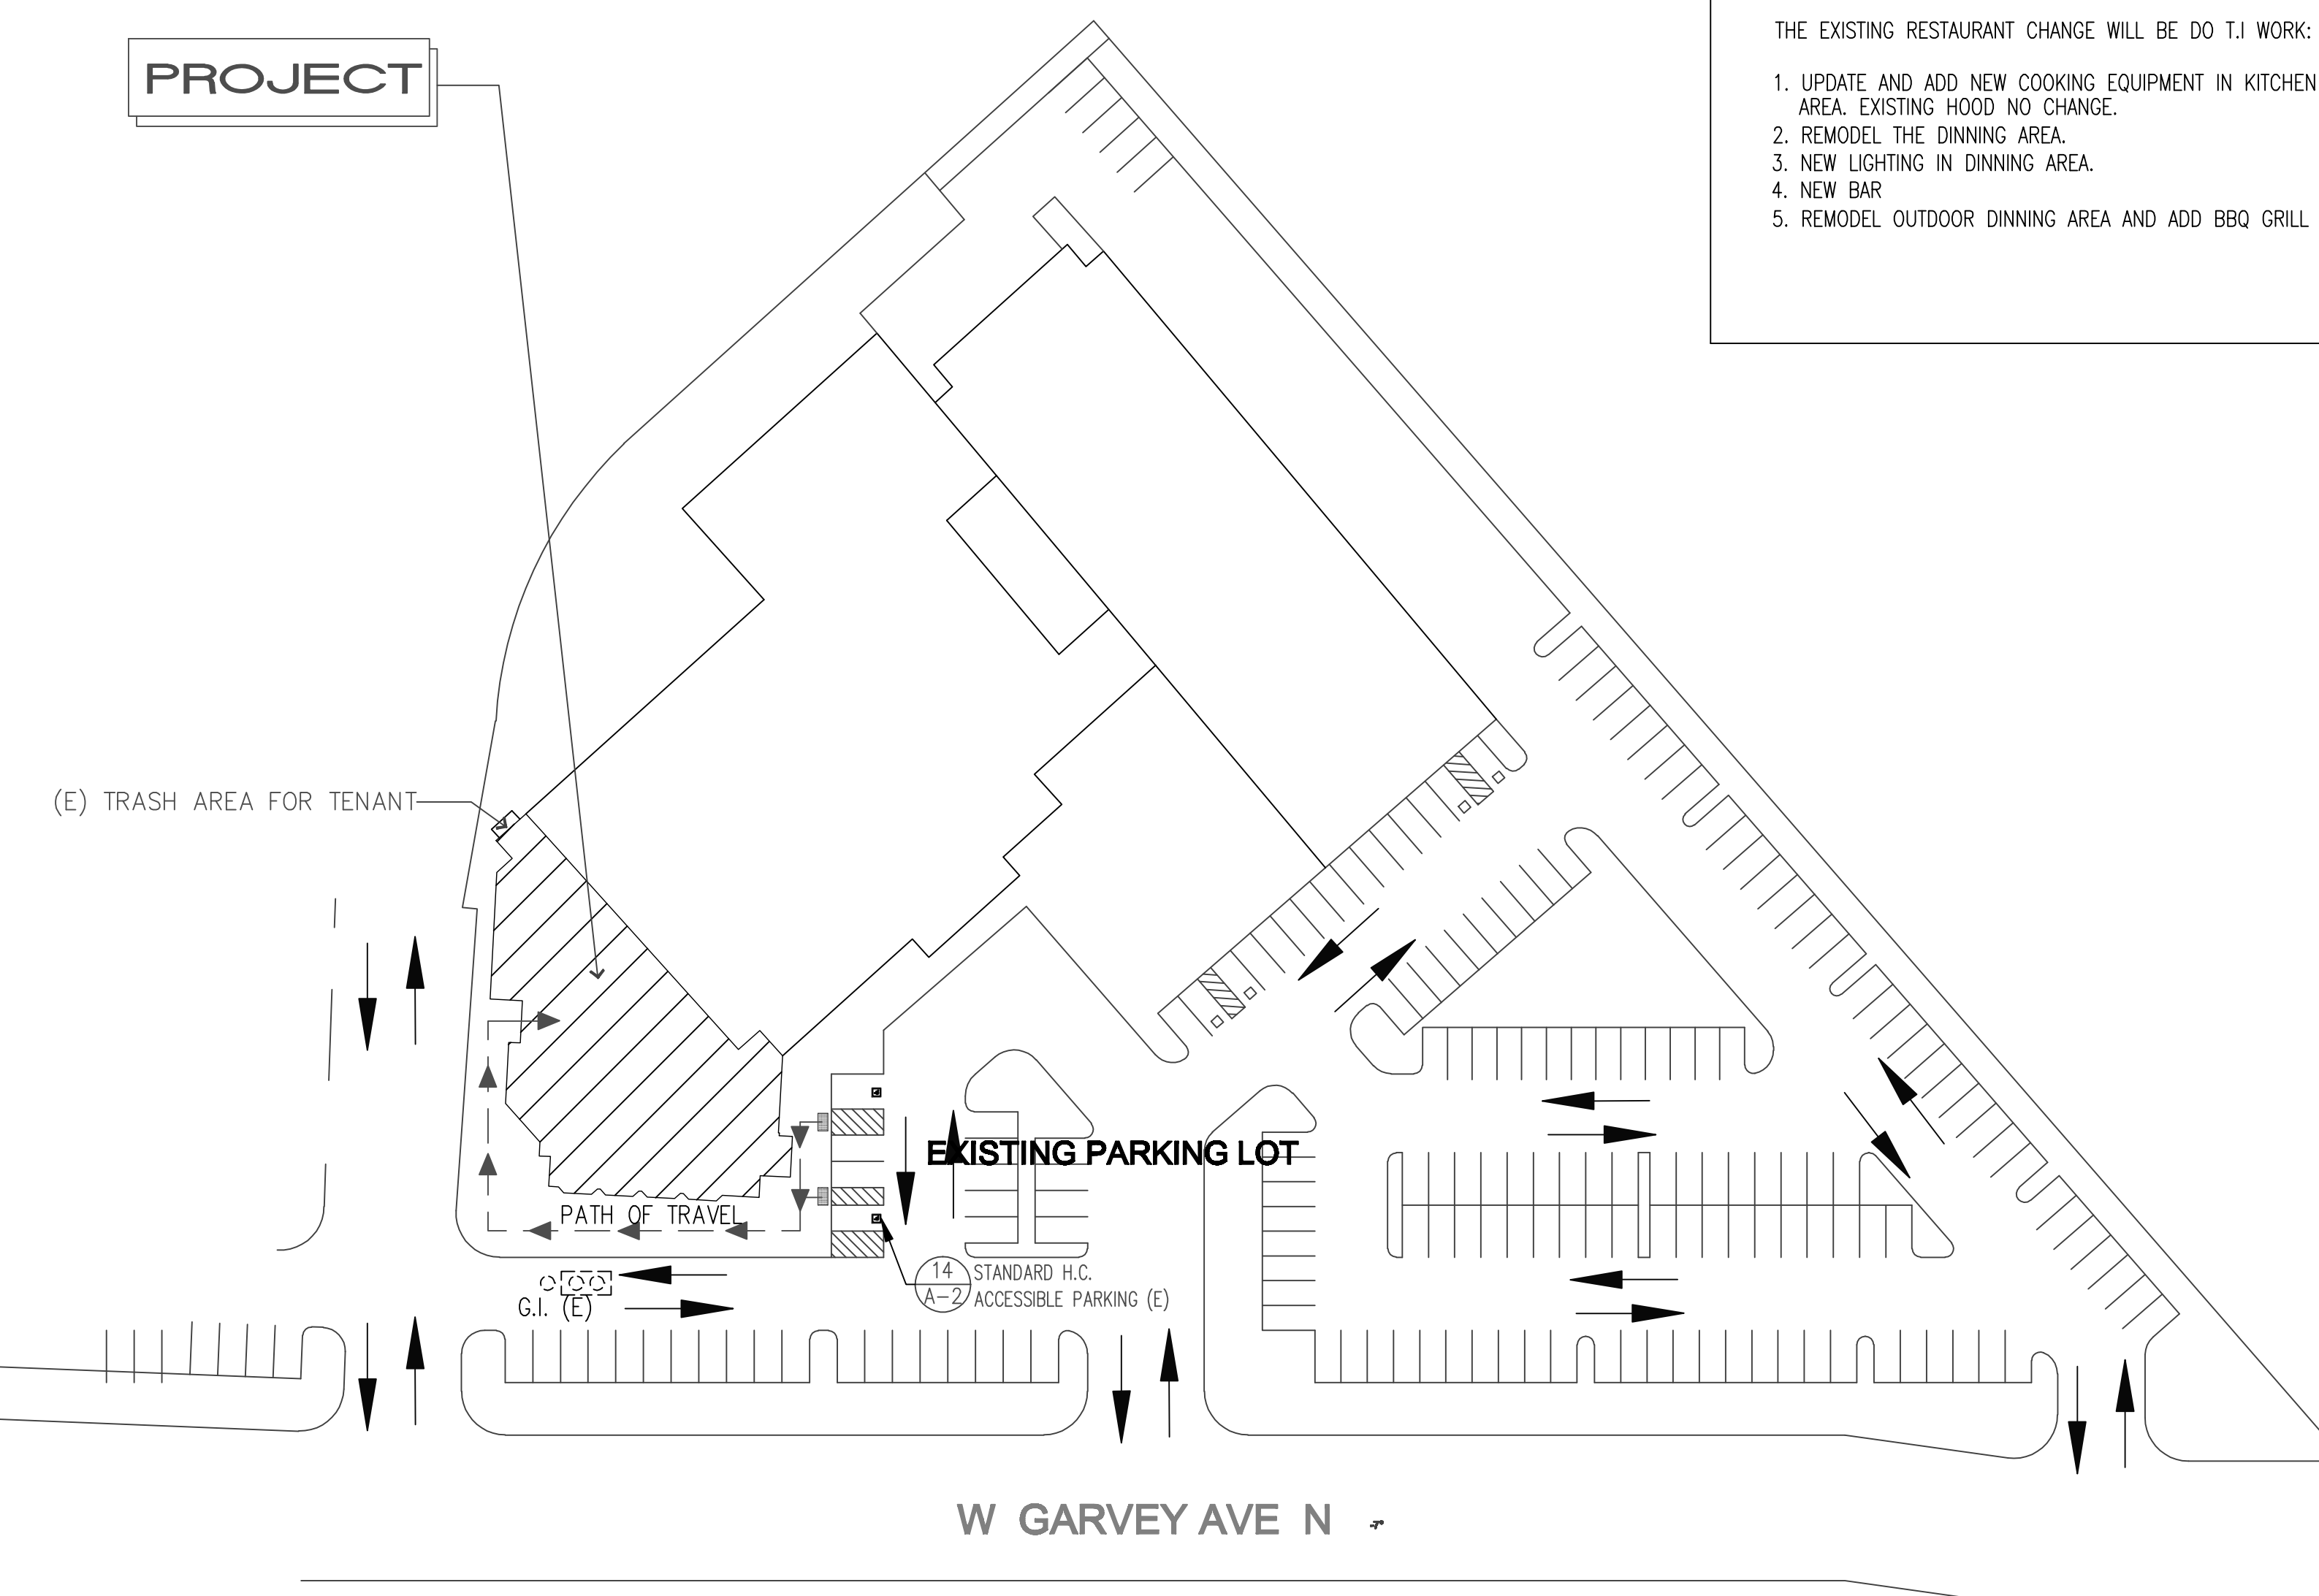 PROJECT
THE EXISTING RESTAURANT CHANGE WILL BE DO T.I WORK:
1. UPDATE AND ADD NEW COOKING EQUIPMENT IN KITCHEN
AREA. EXISTING HOOD NO CHANGE.
2. REMODEL THE DINNING AREA.
3. NEW LIGHTING IN DINNING AREA.
4. NEW BAR
5. REMODEL OUTDOOR DINNING AREA AND ADD BBQ GRILL
(E) TRASH AREA FOR TENANT
EXISTING PARKING LOT
PATH OF TRAVEL
14
A-2
STANDARD H.C.
ACCESSIBLE PARKING (E)
G.I. (E)
W GARVEY AVE N